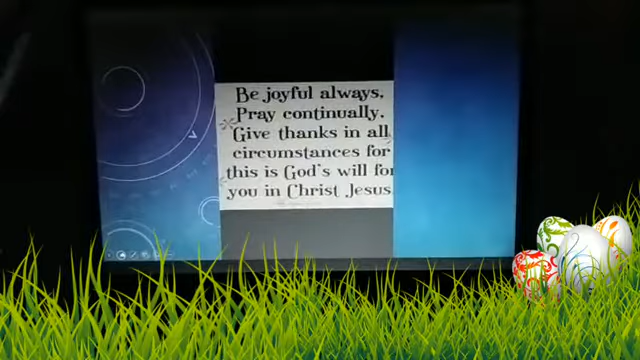 Be joyful always,
Pray continually.
Give thanks in all
circumstances for
this is God's will for
you in Christ Jesus.